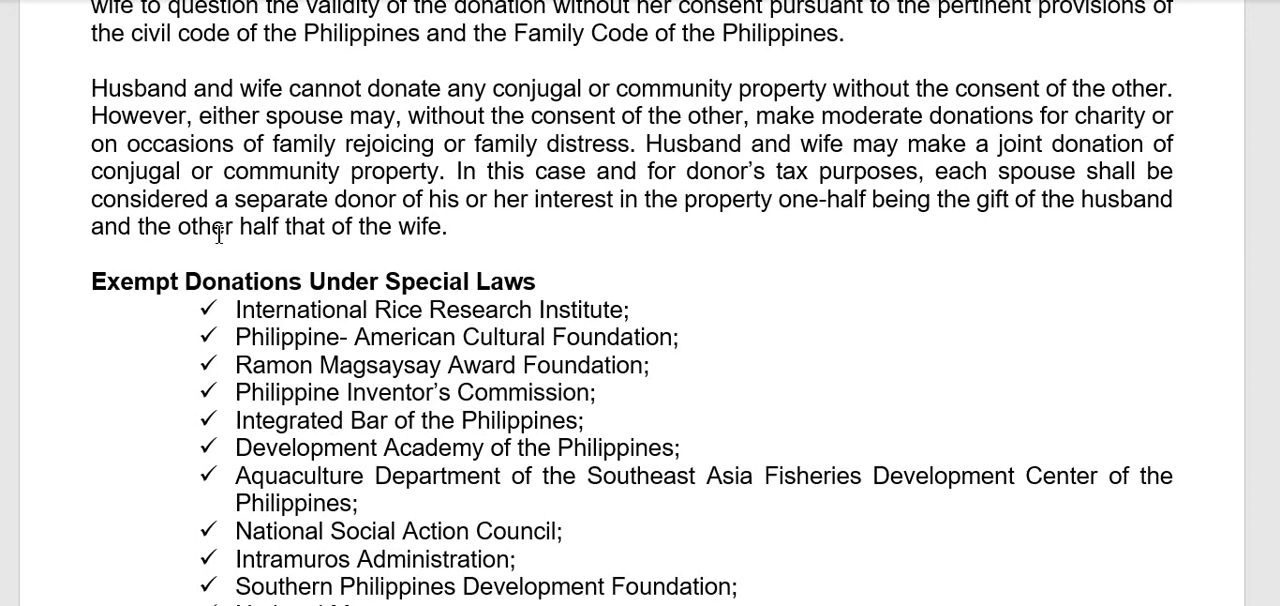 wife to question the validity of the donation without her consent pursuant to the pertinent provisions of
the civil code of the Philippines and the Family Code of the Philippines.
Husband and wife cannot donate any conjugal or community property without the consent of the other.
However, either spouse may, without the consent of the other, make moderate donations for charity or
on occasions of family rejoicing or family distress. Husband and wife may make a joint donation of
conjugal or community property. In this case and for donor’s tax purposes, each spouse shall be
considered a separate donor of his or her interest in the property one-half being the gift of the husband
and the other half that of the wife.
Exempt Donations Under Special Laws
✓ International Rice Research Institute;
✓ Philippine- American Cultural Foundation;
✓ Ramon Magsaysay Award Foundation;
✓ Philippine Inventor’s Commission;
✓ Integrated Bar of the Philippines;
✓ Development Academy of the Philippines;
✓ Aquaculture Department of the Southeast Asia Fisheries Development Center of the
Philippines;
✓ National Social Action Council;
✓ Intramuros Administration;
✓ Southern Philippines Development Foundation;